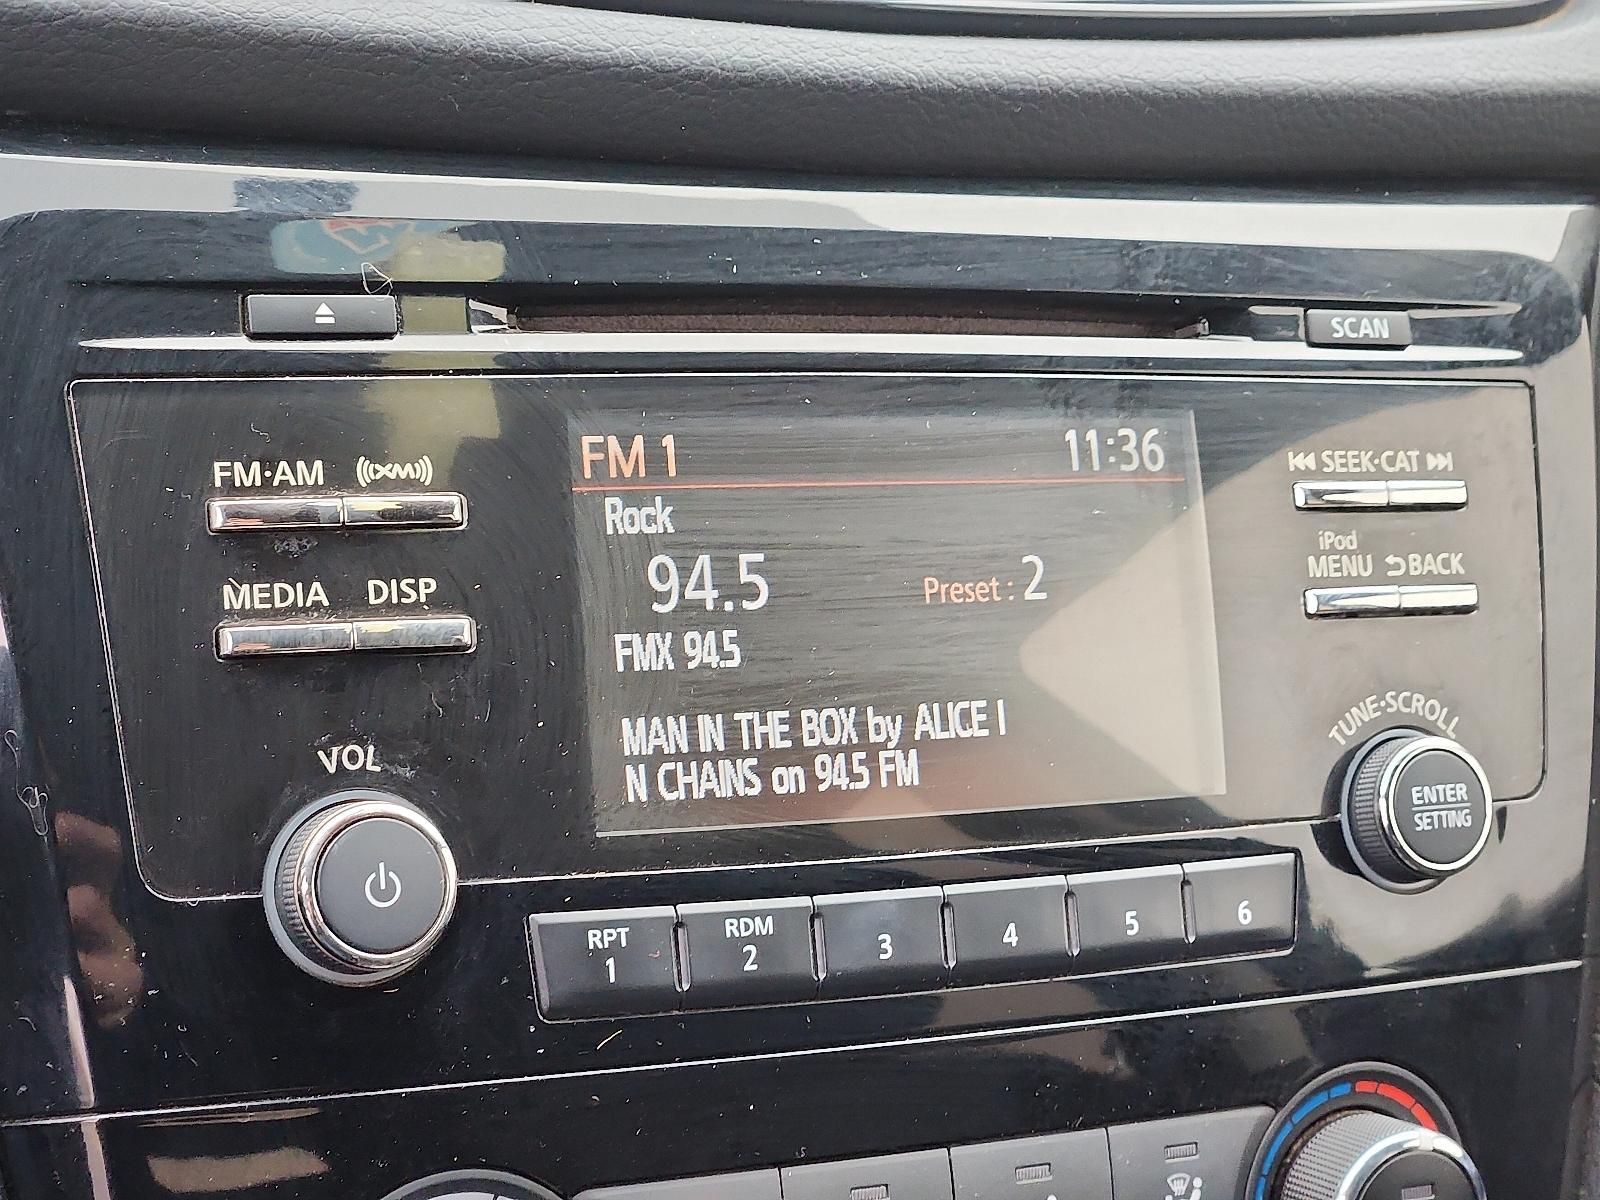 SCAN
FM·AM
XM
FM 1
11:36
SEEK·CAT
Rock
94.5
Preset : 2
iPod
MENU
BACK
MEDIA
DISP
FMX 94.5
MAN IN THE BOX by ALICE I
N CHAINS on 94.5 FM
VOL
TUNE·SCROLL
ENTER
SETTING
RPT
1
RDM
2
3
4
5
6